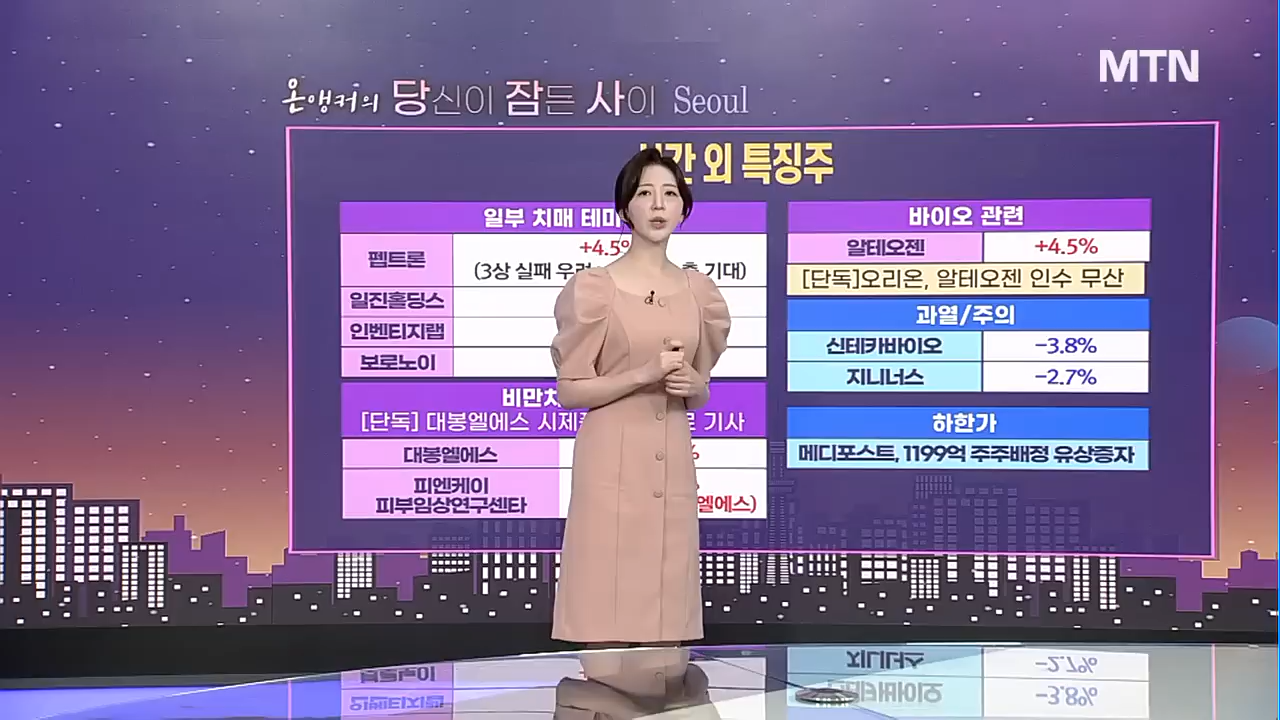 MTN
온앵커의 당신이 잠든 사이 Seoul
외 특징주
일부 치매
펩트론
+4.5%
(3상 실패 기대)
일진홀딩스
인벤티지랩
보로노이
[단독] 대봉엘에스 기사
대봉엘에스
피엔케이
피부임상연구센타
엘에스)
바이오 관련
알테오젠 +4.5%
[단독]오리온, 알테오젠 인수 무산
과열/주의
신테카바이오 -3.8%
지니너스 -2.7%
하한가
메디포스트, 1199억 주주배정 유상증자